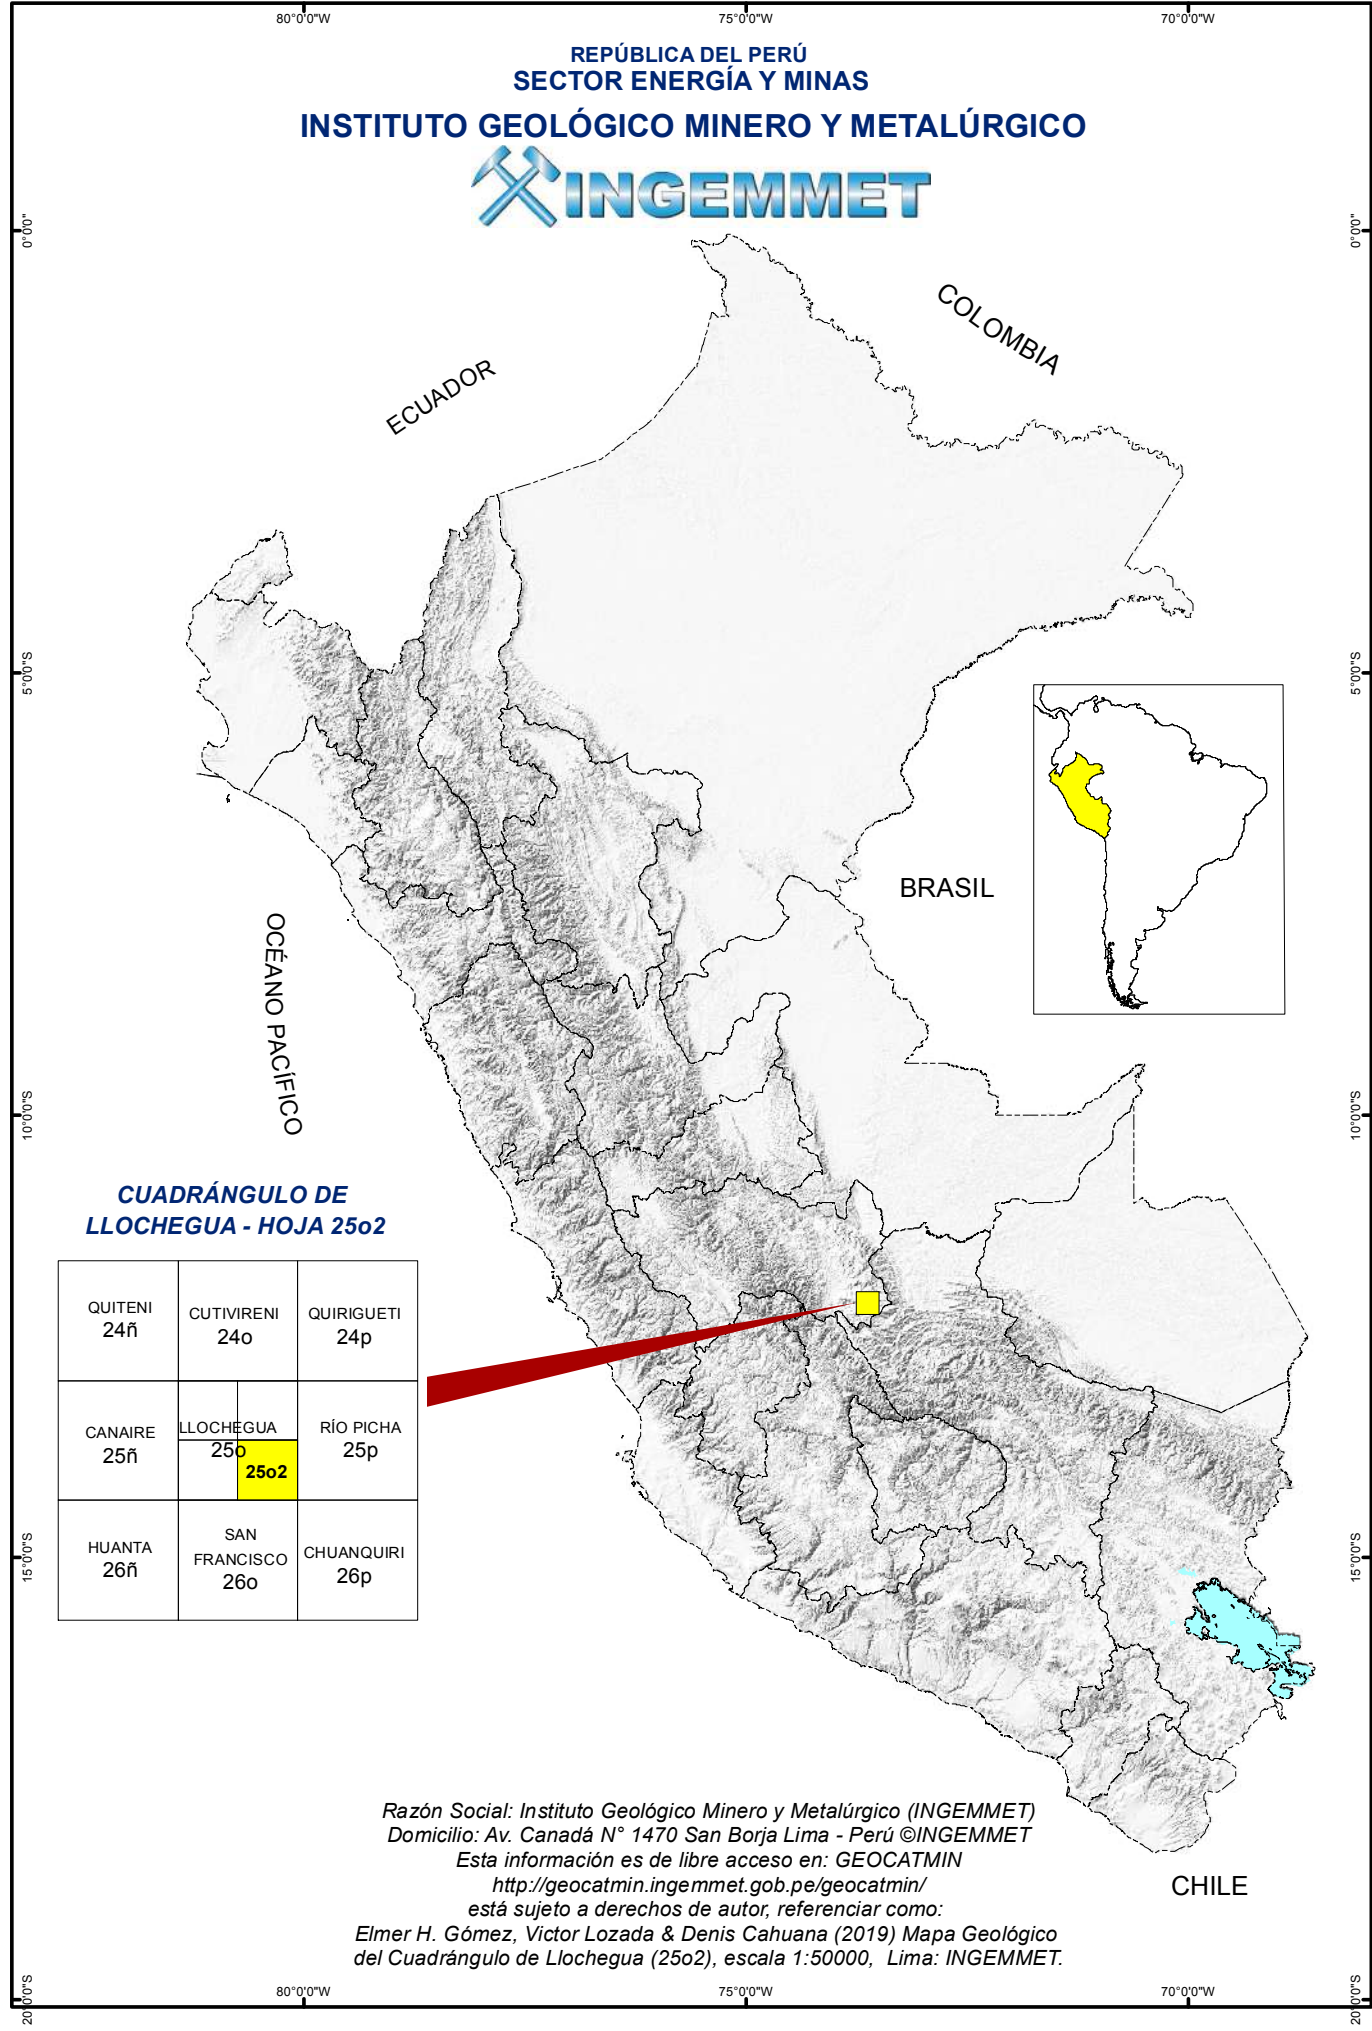 80°0'0"W 75°0'0"W 70°0'0"W
REPÚBLICA DEL PERÚ
SECTOR ENERGÍA Y MINAS
INSTITUTO GEOLÓGICO MINERO Y METALÚRGICO
INGEMMET
0°0'0" 0°0'0"
COLOMBIA
ECUADOR
5°0'0"S 5°0'0"S
BRASIL
OCÉANO PACÍFICO
10°0'0"S 10°0'0"S
CUADRÁNGULO DE
LLOCHEGUA - HOJA 25o2
QUITENI
24ñ
CUTIVIRENI
24o
QUIRIGUETI
24p
CANAIRE
25ñ
LLOCHEGUA
25o
25o2
RÍO PICHA
25p
HUANTA
26ñ
SAN
FRANCISCO
26o
CHUANQUIRI
26p
15°0'0"S 15°0'0"S
Razón Social: Instituto Geológico Minero y Metalúrgico (INGEMMET)
Domicilio: Av. Canadá N° 1470 San Borja Lima - Perú ©INGEMMET
Esta información es de libre acceso en: GEOCATMIN
http://geocatmin.ingemmet.gob.pe/geocatmin/
está sujeto a derechos de autor, referenciar como:
Elmer H. Gómez, Victor Lozada & Denis Cahuana (2019) Mapa Geológico
del Cuadrángulo de Llochegua (25o2), escala 1:50000, Lima: INGEMMET.
CHILE
20°0'0"S 20°0'0"S
80°0'0"W 75°0'0"W 70°0'0"W